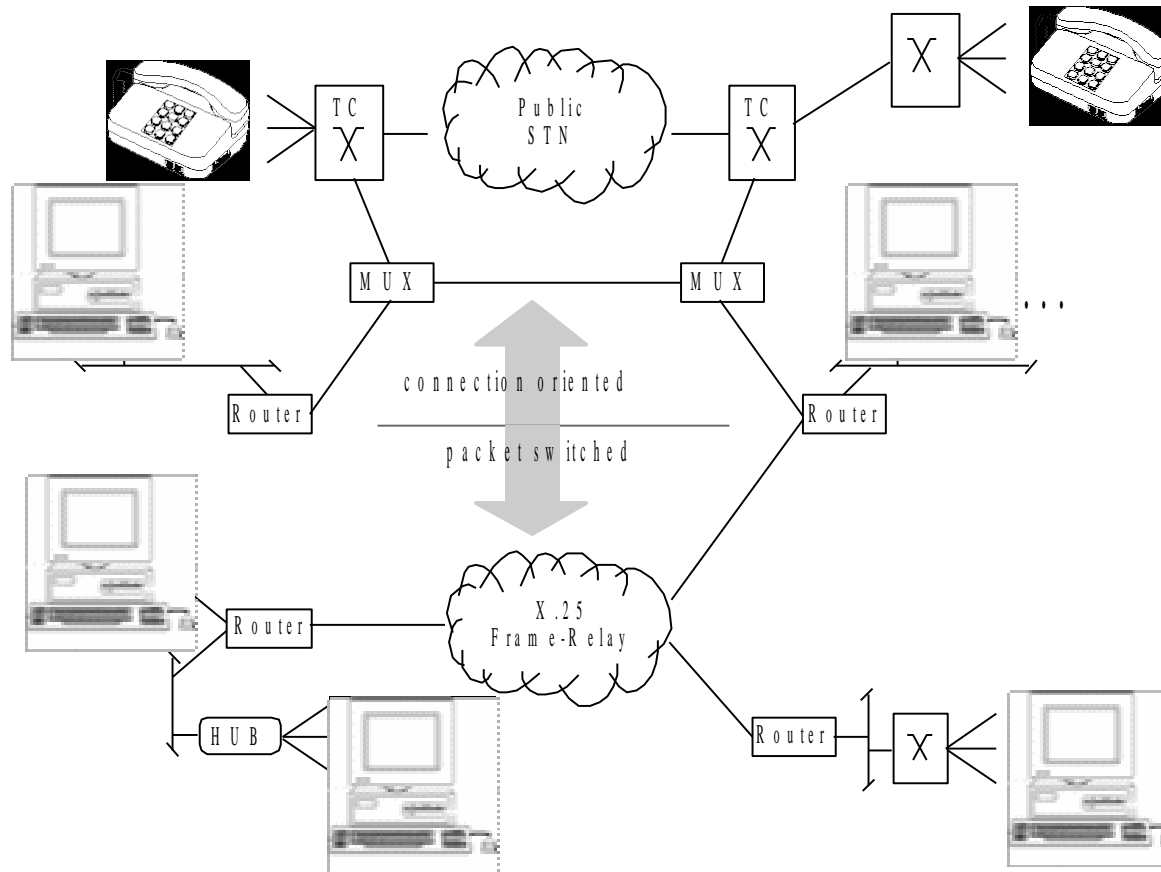 TC
Public
STN
TC
MUX
MUX
. . .
connection oriented
Router
Router
packet switched
X.25
Frame-Relay
Router
HUB
Router